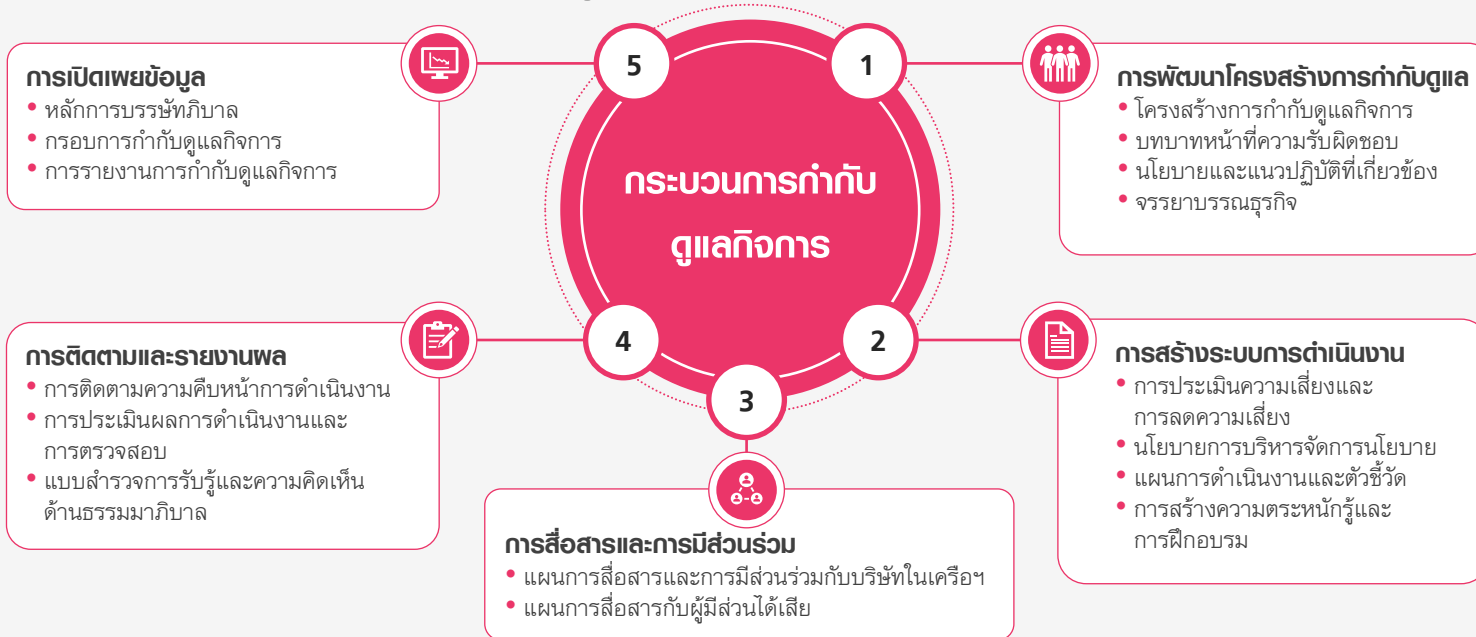 กระบวนการกำกับ
ดูแลกิจการ
1
การพัฒนาโครงสร้างการกำกับดูแล
• โครงสร้างการกำกับดูแลกิจการ
• บทบาทหน้าที่ความรับผิดชอบ
• นโยบายและแนวปฏิบัติที่เกี่ยวข้อง
• จรรยาบรรณธุรกิจ
2
การสร้างระบบการดำเนินงาน
• การประเมินความเสี่ยงและ
การลดความเสี่ยง
• นโยบายการบริหารจัดการนโยบาย
• แผนการดำเนินงานและตัวชี้วัด
• การสร้างความตระหนักรู้และ
การฝึกอบรม
3
การสื่อสารและการมีส่วนร่วม
• แผนการสื่อสารและการมีส่วนร่วมกับบริษัทในเครือฯ
• แผนการสื่อสารกับผู้มีส่วนได้เสีย
4
การติดตามและรายงานผล
• การติดตามความคืบหน้าการดำเนินงาน
• การประเมินผลการดำเนินงานและ
การตรวจสอบ
• แบบสำรวจการรับรู้และความคิดเห็น
ด้านธรรมมาภิบาล
5
การเปิดเผยข้อมูล
• หลักการบรรษัทภิบาล
• กรอบการกำกับดูแลกิจการ
• การรายงานการกำกับดูแลกิจการ